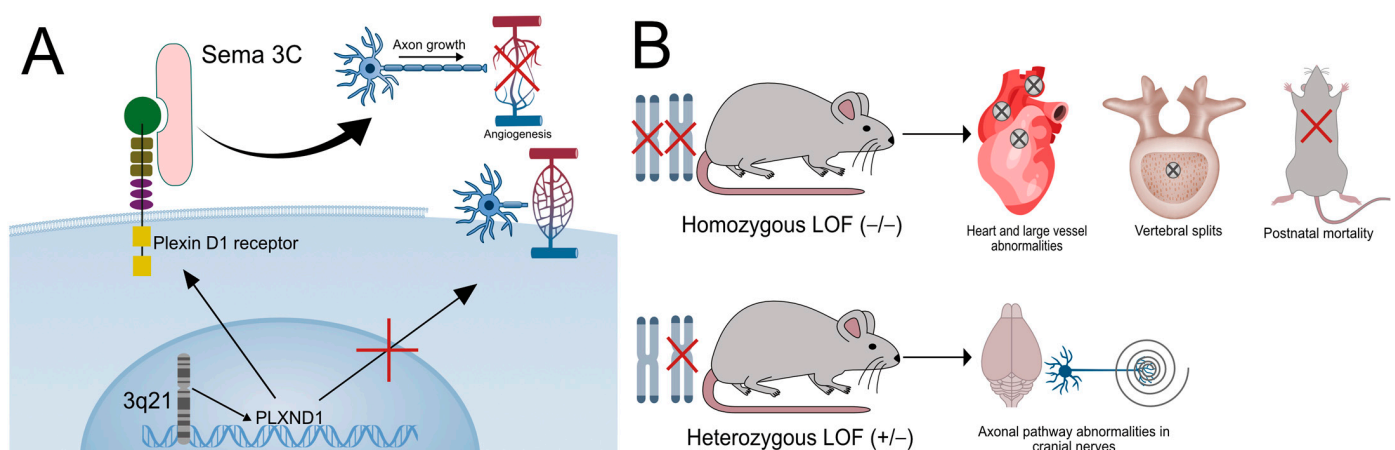 A
Sema 3C
Axon growth
Angiogenesis
Plexin D1 receptor
3q21
PLXND1
B
Homozygous LOF (−/−)
Heart and large vessel
abnormalities
Vertebral splits
Postnatal mortality
Heterozygous LOF (+/−)
Axonal pathway abnormalities in
cranial nerves